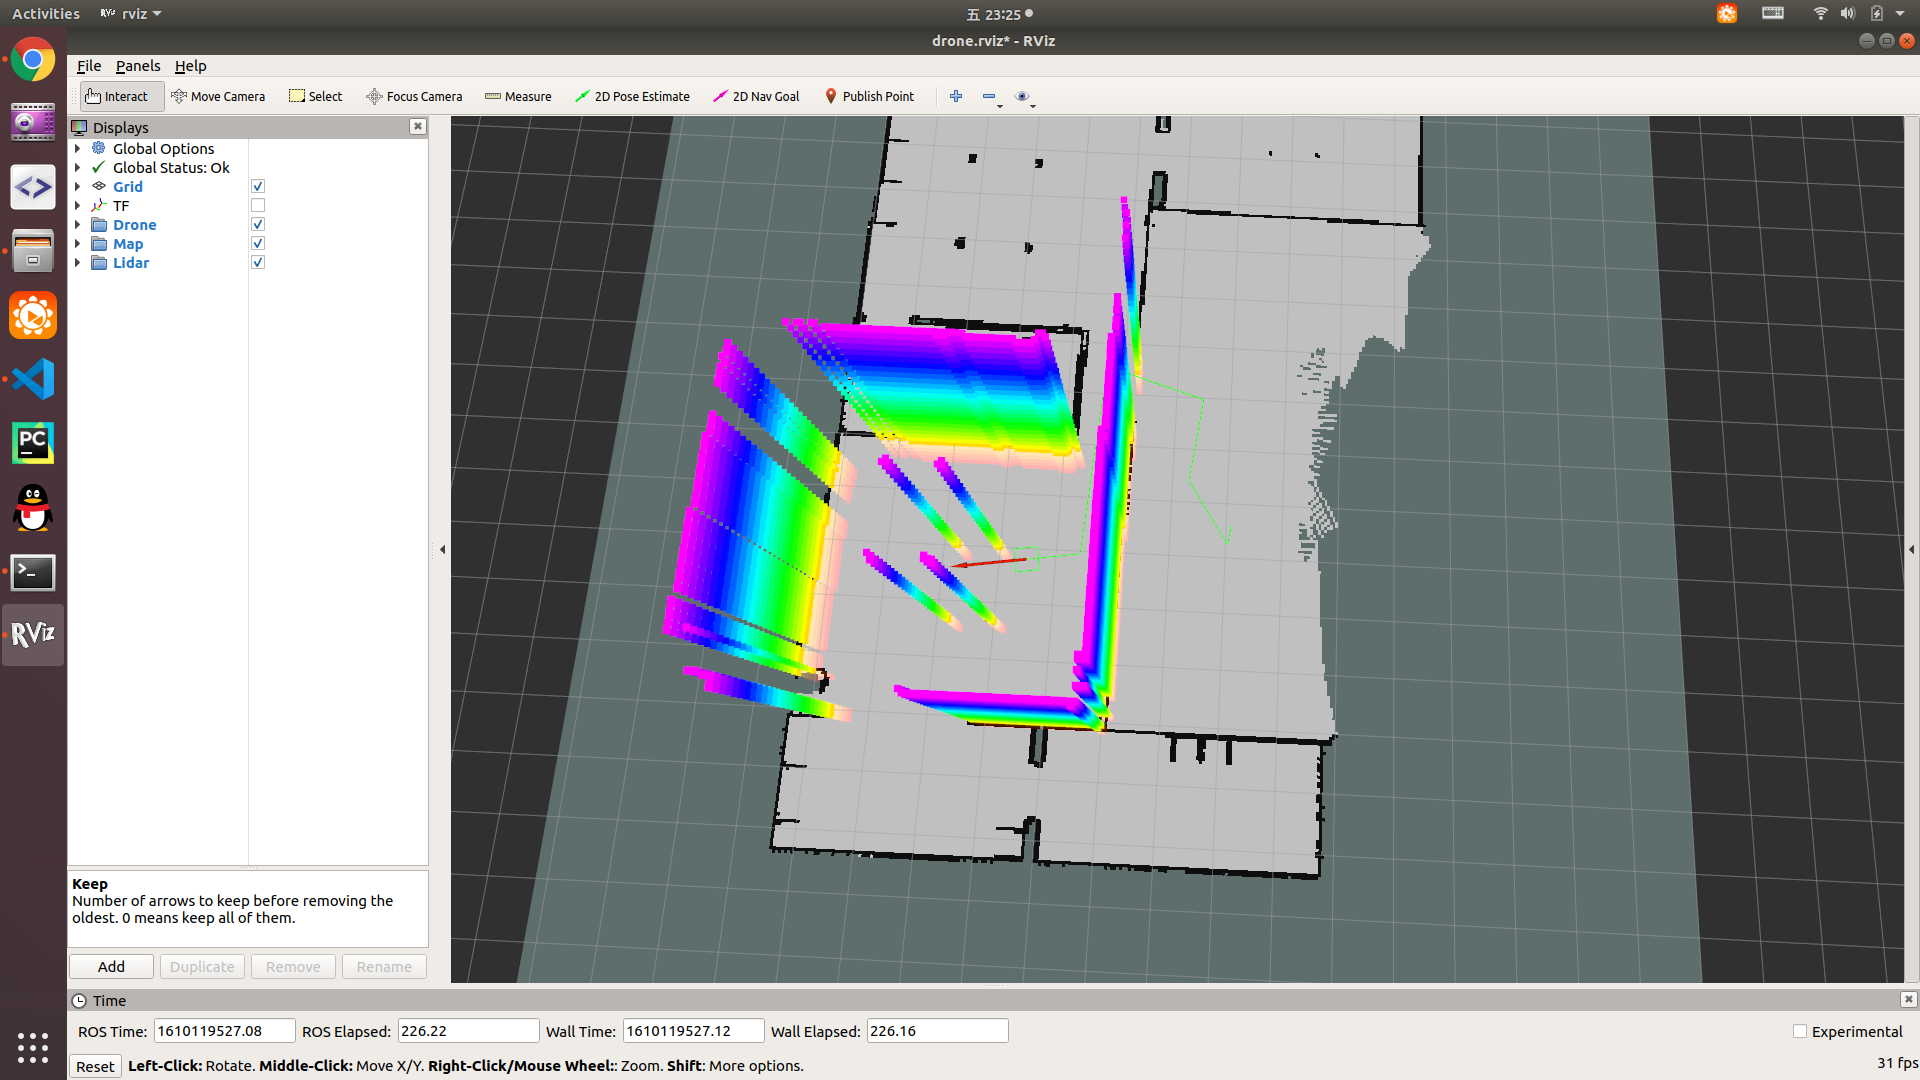 Activities
rviz
五 23:25
drone.rviz* - RViz
File Panels Help
Interact Move Camera Select Focus Camera Measure 2D Pose Estimate 2D Nav Goal Publish Point
Displays
Global Options
Global Status: Ok
Grid
TF
Drone
Map
Lidar
PC
RViz
Keep
Number of arrows to keep before removing the
oldest. 0 means keep all of them.
Add Duplicate Remove Rename
Time
ROS Time: 1610119527.08 ROS Elapsed: 226.22 Wall Time: 1610119527.12 Wall Elapsed: 226.16 Experimental
Reset Left-Click: Rotate. Middle-Click: Move X/Y. Right-Click/Mouse Wheel:: Zoom. Shift: More options. 31 fps